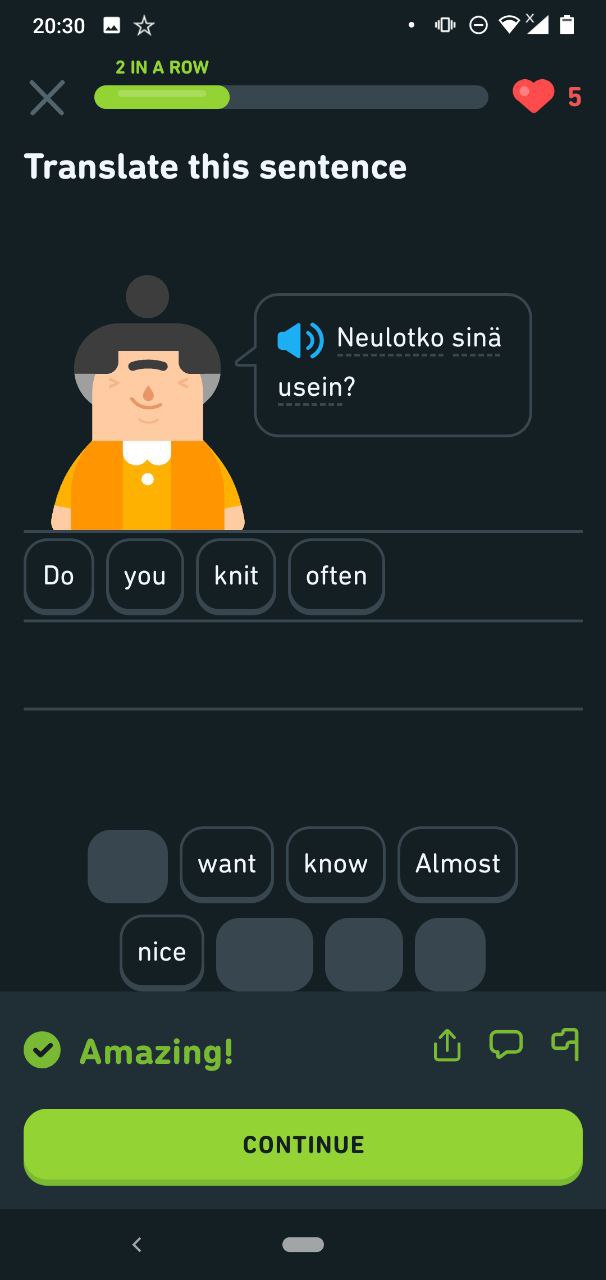 20:30
2 IN A ROW
5
Translate this sentence
Neulotko sinä
usein?
Do you knit often
want know Almost
nice
Amazing!
CONTINUE